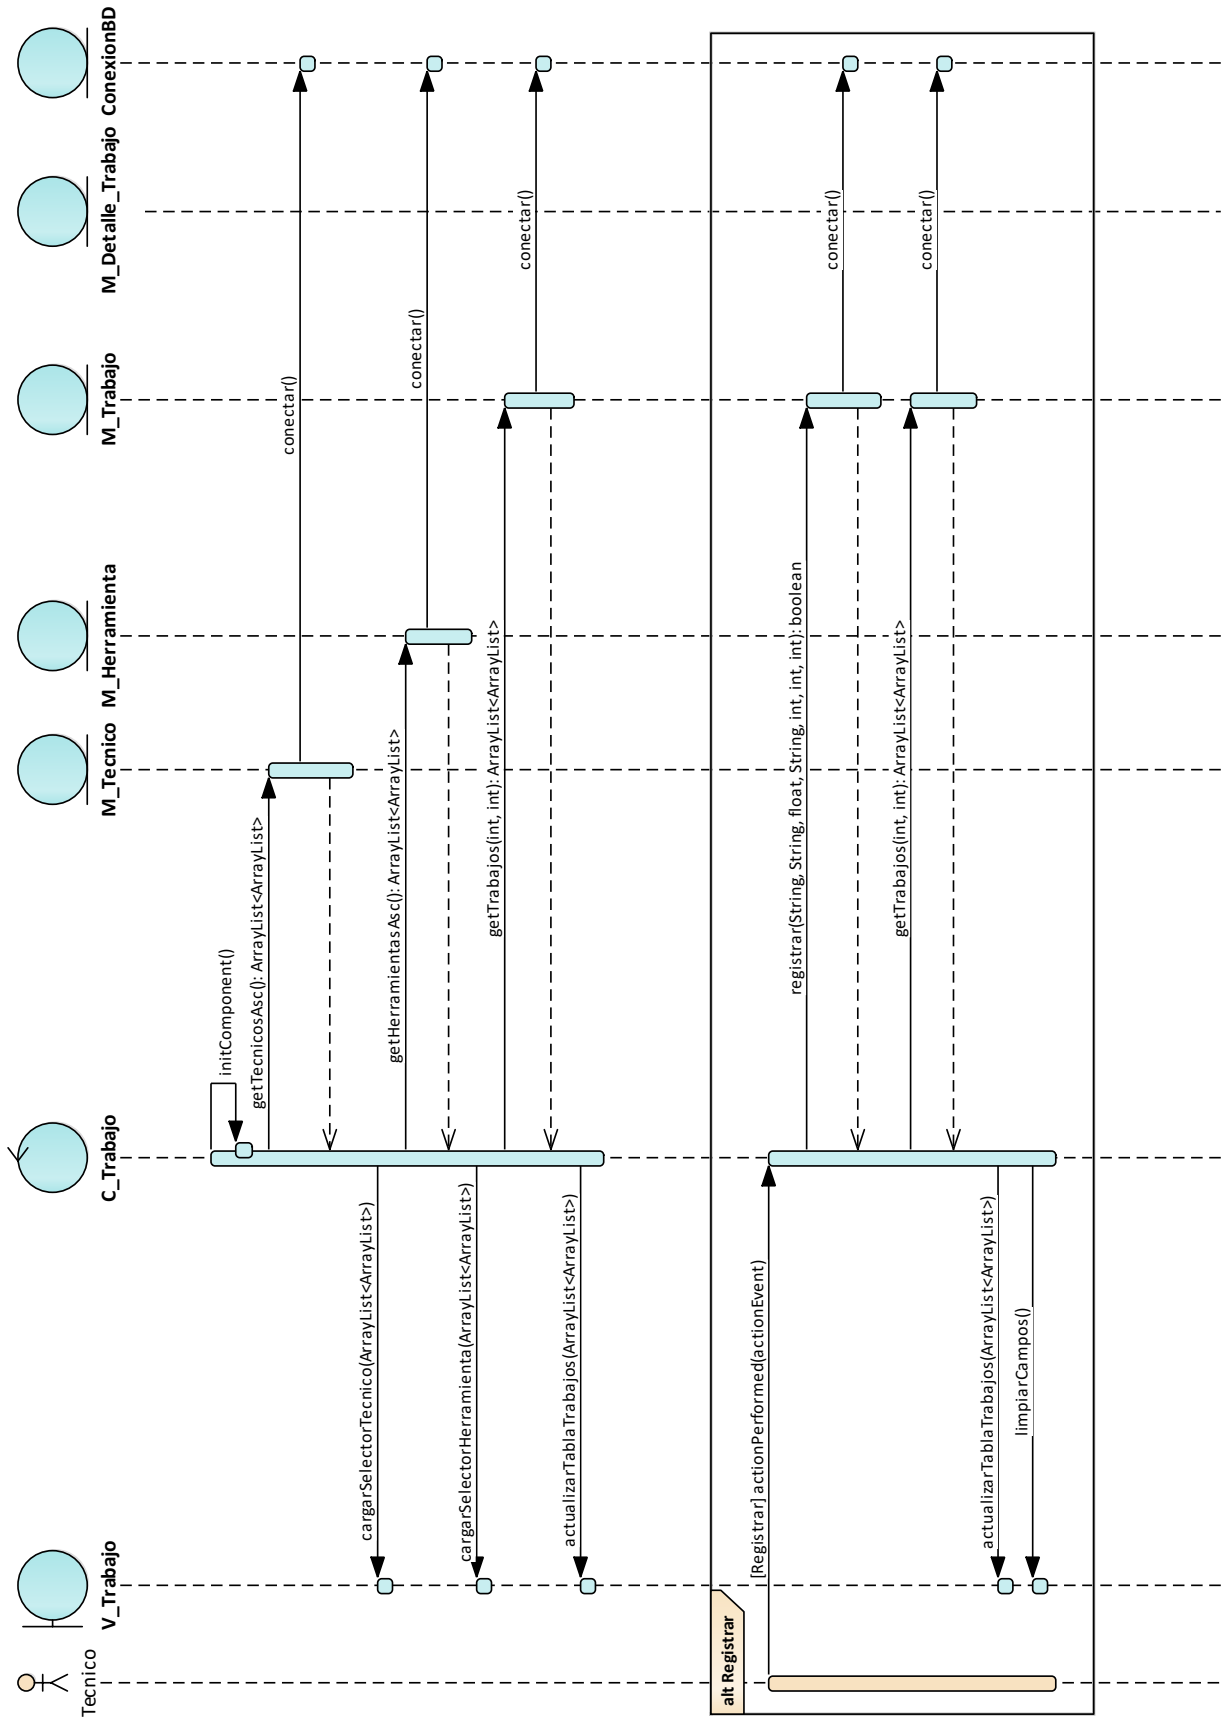 Tecnico
V_Trabajo
C_Trabajo
M_Tecnico
M_Herramienta
M_Trabajo
M_Detalle_Trabajo
ConexionBD
initComponent()
getTecnicosAsc(): ArrayList<ArrayList>
conectar()
cargarSelectorTecnico(ArrayList<ArrayList>)
getHerramientasAsc(): ArrayList<ArrayList>
conectar()
cargarSelectorHerramienta(ArrayList<ArrayList>)
getTrabajos(int, int): ArrayList<ArrayList>
conectar()
actualizarTablaTrabajos(ArrayList<ArrayList>)
alt Registrar
[Registrar] actionPerformed(actionEvent)
registrar(String, String, float, String, int, int, int): boolean
conectar()
getTrabajos(int, int): ArrayList<ArrayList>
conectar()
actualizarTablaTrabajos(ArrayList<ArrayList>)
limpiarCampos()